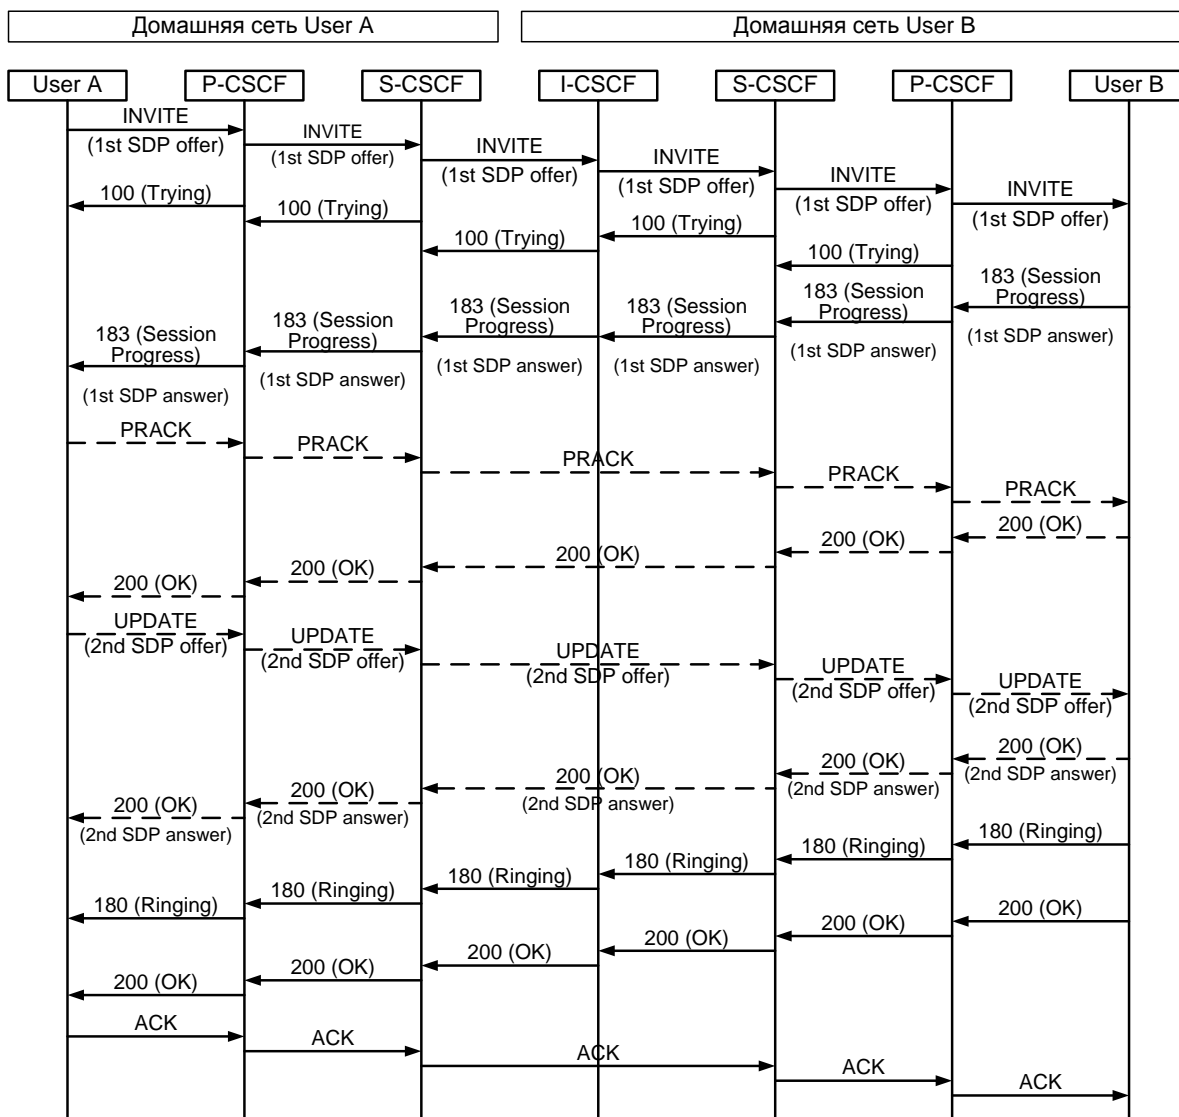 Домашняя сеть User A
Домашняя сеть User B
User A
P-CSCF
S-CSCF
I-CSCF
S-CSCF
P-CSCF
User B
INVITE
(1st SDP offer)
INVITE
(1st SDP offer)
INVITE
(1st SDP offer)
INVITE
(1st SDP offer)
INVITE
(1st SDP offer)
INVITE
(1st SDP offer)
100 (Trying)
100 (Trying)
100 (Trying)
100 (Trying)
100 (Trying)
183 (Session
Progress)
(1st SDP answer)
183 (Session
Progress)
(1st SDP answer)
183 (Session
Progress)
(1st SDP answer)
183 (Session
Progress)
(1st SDP answer)
183 (Session
Progress)
(1st SDP answer)
183 (Session
Progress)
(1st SDP answer)
PRACK
PRACK
PRACK
PRACK
PRACK
200 (OK)
200 (OK)
200 (OK)
200 (OK)
200 (OK)
UPDATE
(2nd SDP offer)
UPDATE
(2nd SDP offer)
UPDATE
(2nd SDP offer)
UPDATE
(2nd SDP offer)
UPDATE
(2nd SDP offer)
200 (OK)
(2nd SDP answer)
200 (OK)
(2nd SDP answer)
200 (OK)
(2nd SDP answer)
200 (OK)
(2nd SDP answer)
200 (OK)
(2nd SDP answer)
180 (Ringing)
180 (Ringing)
180 (Ringing)
180 (Ringing)
180 (Ringing)
180 (Ringing)
200 (OK)
200 (OK)
200 (OK)
200 (OK)
200 (OK)
200 (OK)
ACK
ACK
ACK
ACK
ACK